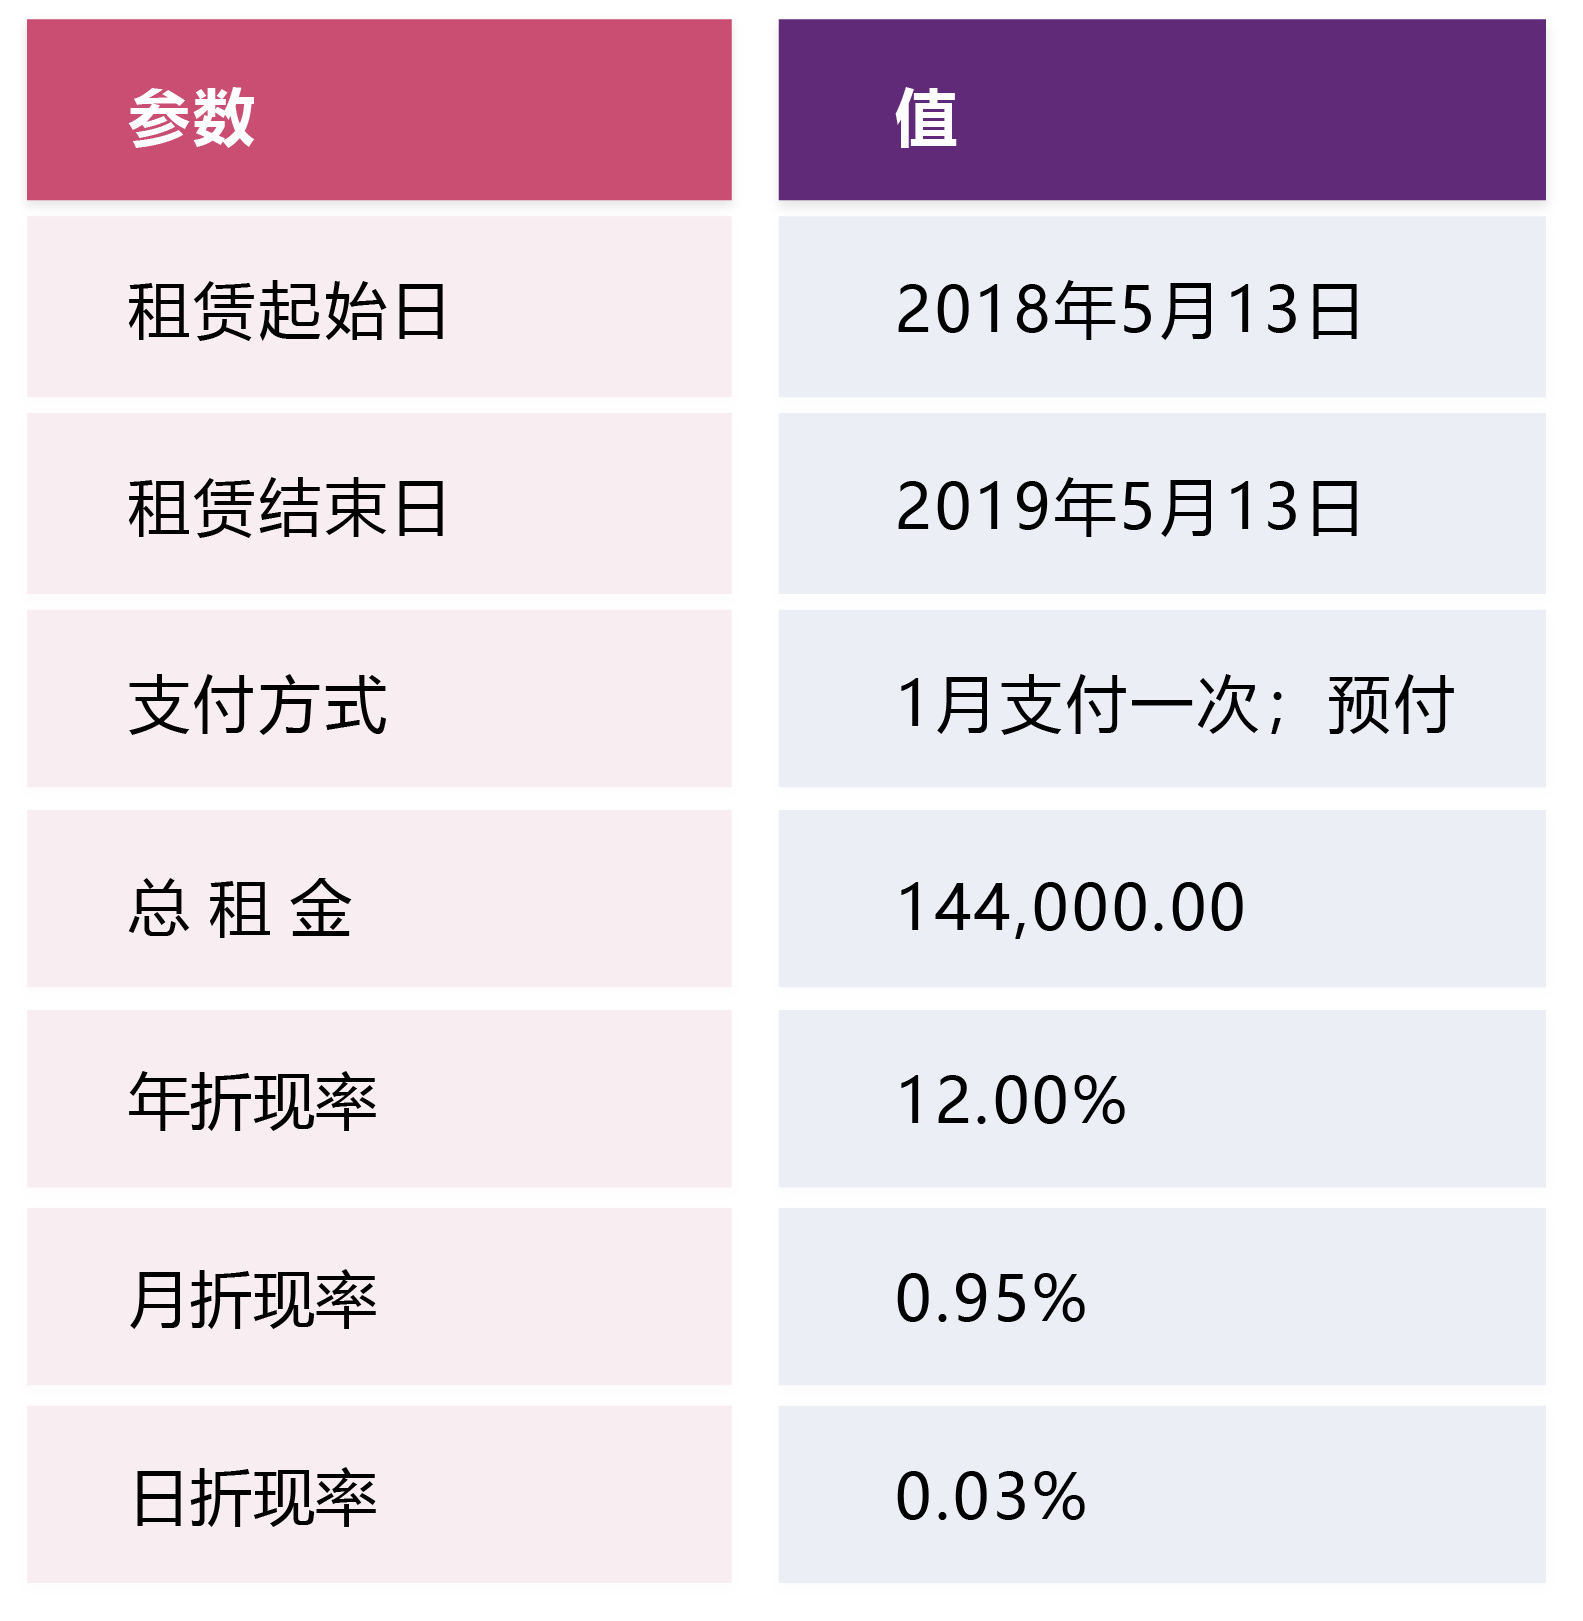 参数 值
租赁起始日 2018年5月13日
租赁结束日 2019年5月13日
支付方式 1月支付一次；预付
总 租 金 144,000.00
年折现率 12.00%
月折现率 0.95%
日折现率 0.03%